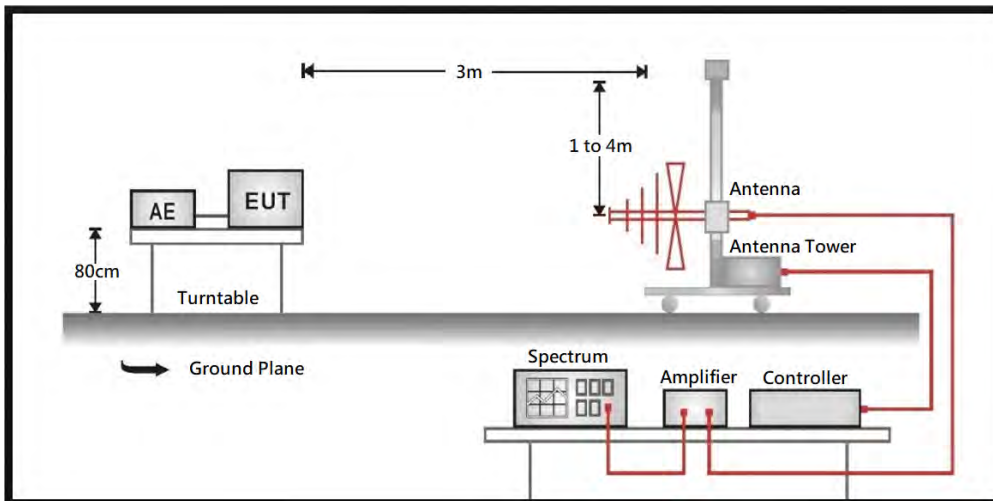 3m
1 to 4m
Antenna
AE
EUT
Antenna Tower
80cm
Turntable
Ground Plane
Spectrum
Amplifier
Controller